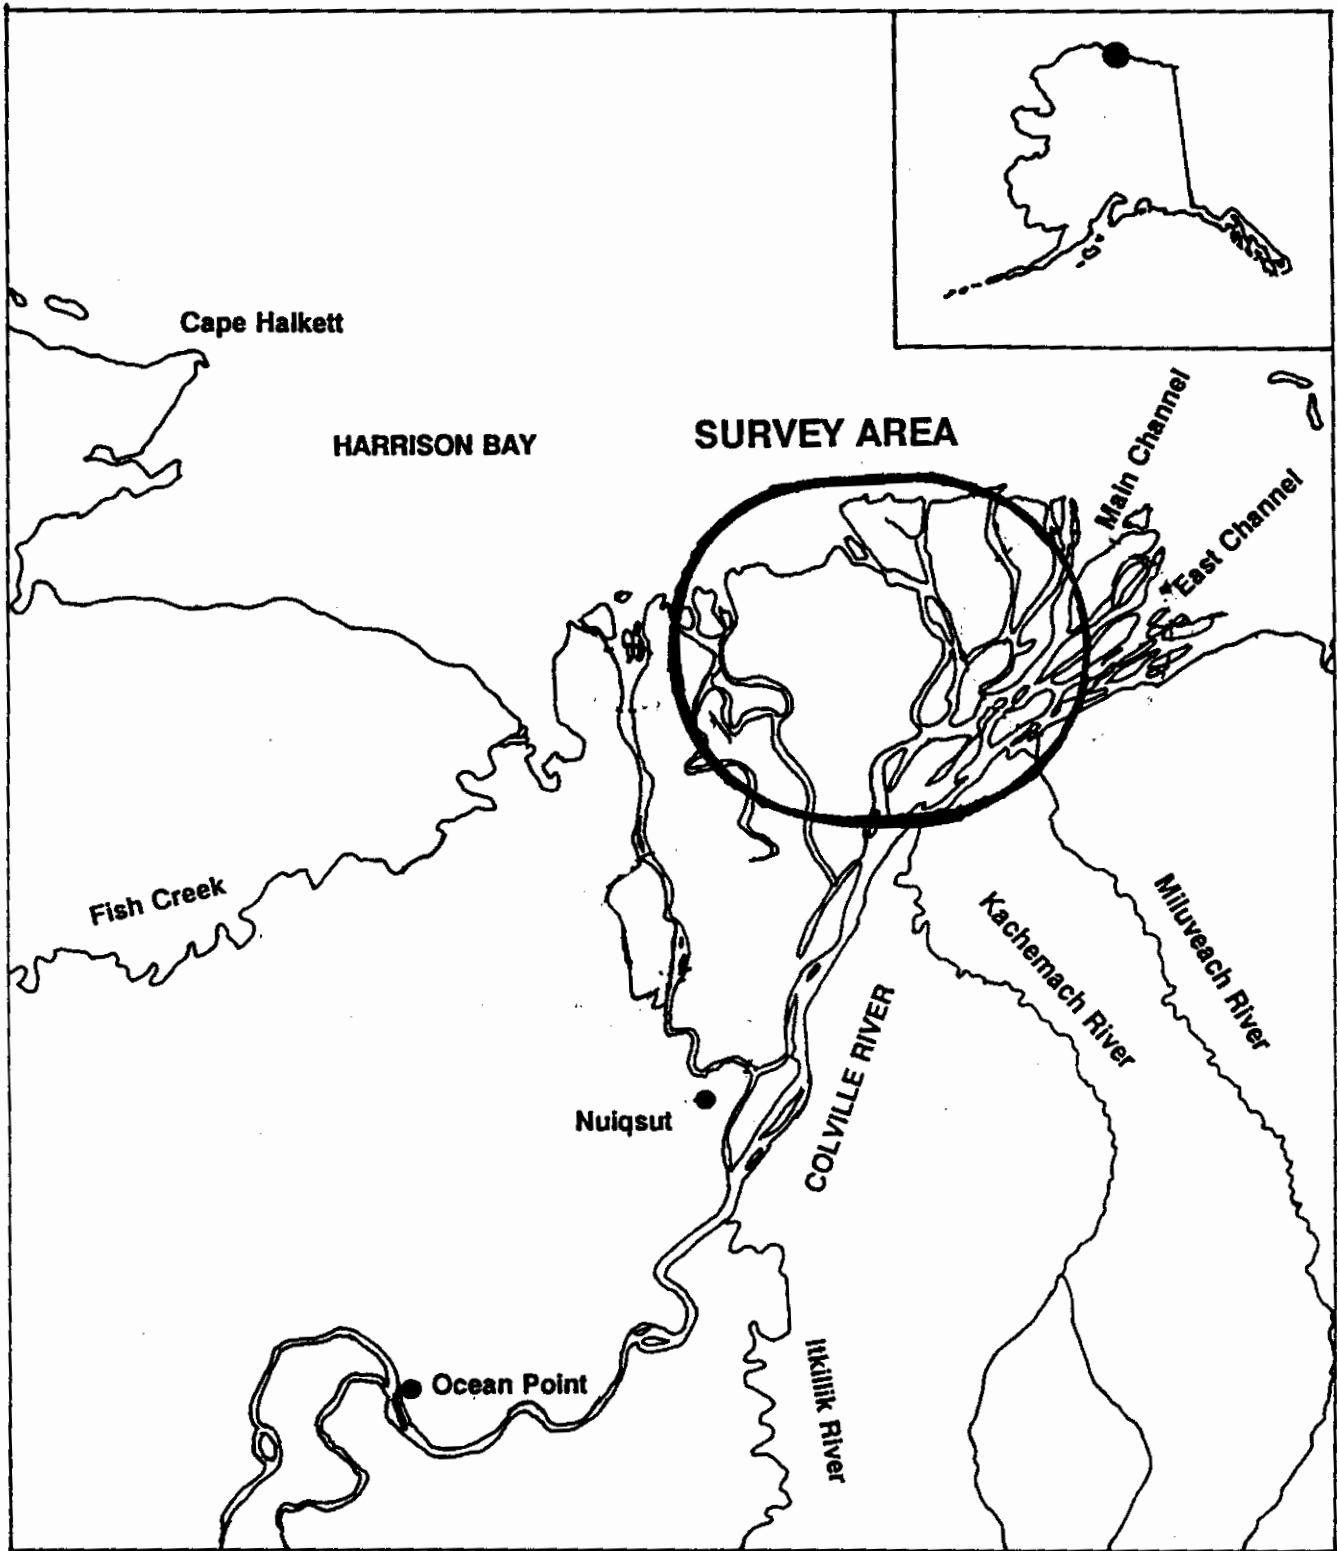 Cape Halkett
HARRISON BAY
SURVEY AREA
Main Channel
East Channel
Fish Creek
Kachemach River
Miluveach River
COLVILLE RIVER
Nuiqsut
Ocean Point
Itkillik River